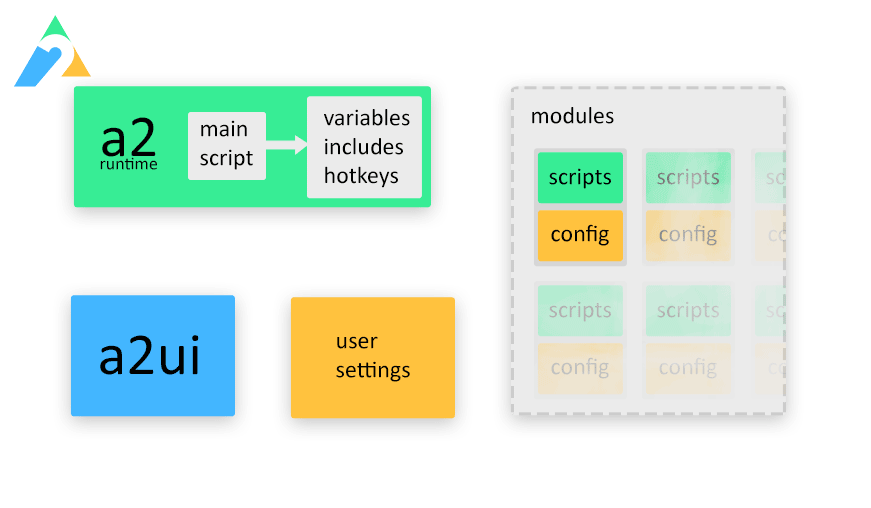 a2
runtime
main
script
variables
includes
hotkeys
a2ui
user
settings
modules
scripts
scripts
sc
config
config
co
scripts
scripts
sc
config
config
co